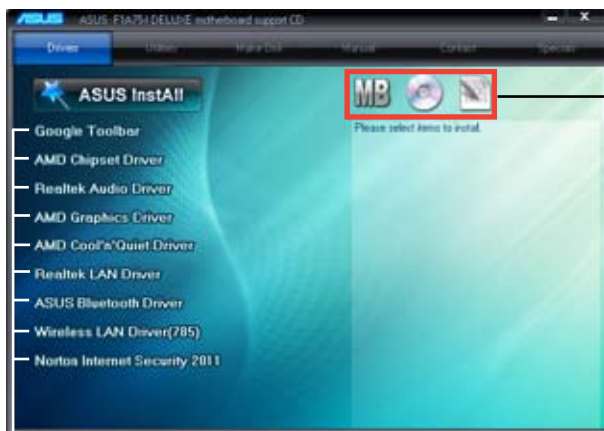 ASUS ASUS F1A75-I DELUXE motherboard support CD
Drivers Utilities Make Disk Manual Contact Specials
ASUS InstAll
MB
Please select items to install.
Google Toolbar
AMD Chipset Driver
Realtek Audio Driver
AMD Graphics Driver
AMD Cool'n'Quiet Driver
Realtek LAN Driver
ASUS Bluetooth Driver
Wireless LAN Driver(785)
Norton Internet Security 2011